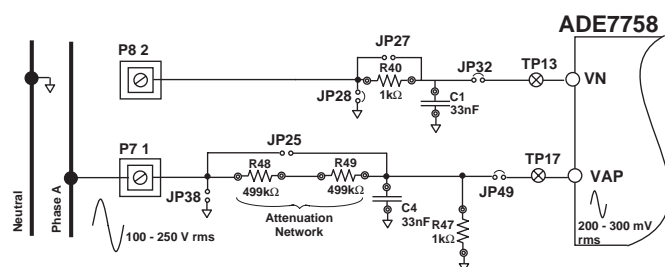 ADE7758
P8 2
JP27
R40
1kΩ
JP28
C1
33nF
JP32
TP13
VN
P7 1
JP25
R48
499kΩ
R49
499kΩ
JP38
Attenuation
Network
C4
33nF
R47
1kΩ
JP49
TP17
VAP
200 - 300 mV
rms
100 - 250 V rms
Neutral
Phase A